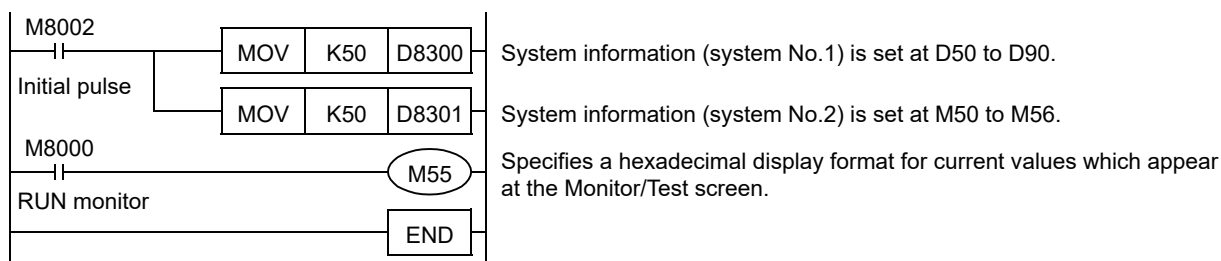 M8002
MOV K50 D8300 System information (system No.1) is set at D50 to D90.
Initial pulse
MOV K50 D8301 System information (system No.2) is set at M50 to M56.
M8000
M55 Specifies a hexadecimal display format for current values which appear
at the Monitor/Test screen.
RUN monitor
END